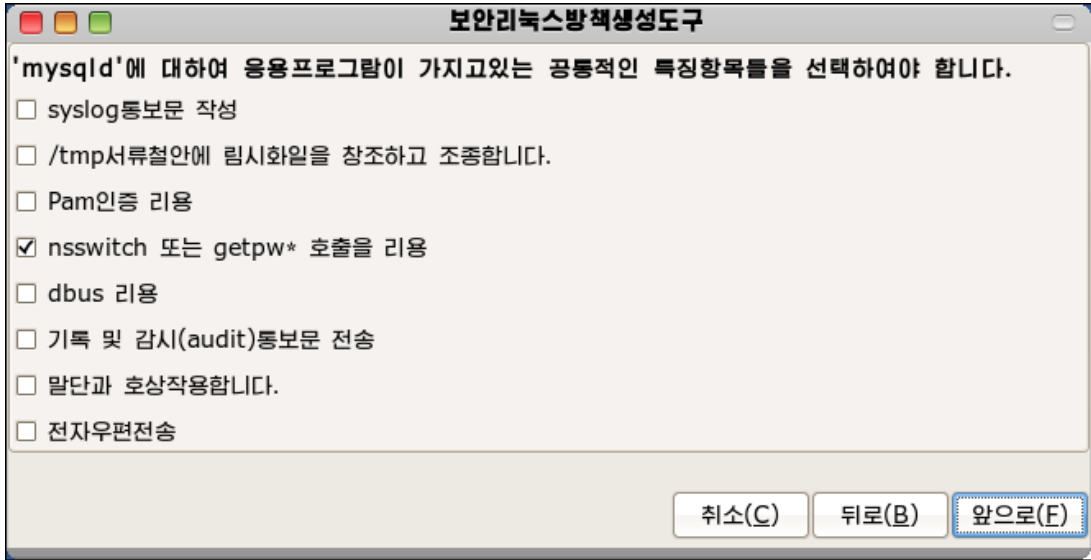 보안리눅스방책생성도구
'mysqld'에 대하여 응용프로그람이 가지고있는 공통적인 특징항목들을 선택하여야 합니다.
syslog통보문 작성
/tmp서류철안에 림시화일을 창조하고 조종합니다.
Pam인증 리용
nsswitch 또는 getpw* 호출을 리용
dbus 리용
기록 및 감시(audit)통보문 전송
말단과 호상작용합니다.
전자우편전송
취소(C) 뒤로(B) 앞으로(F)